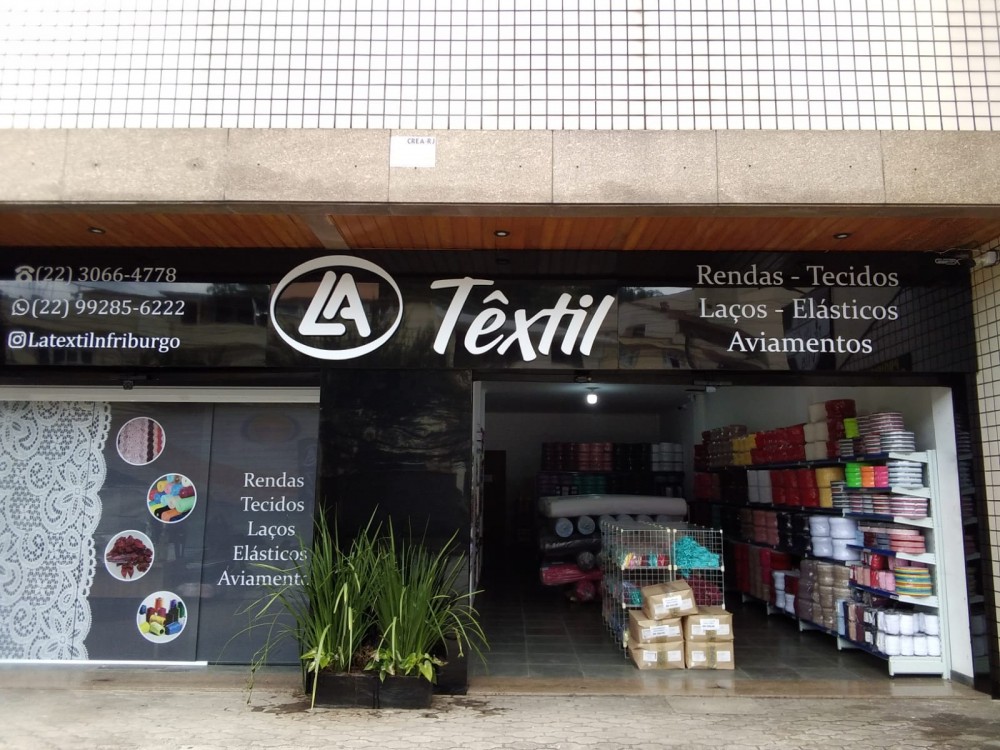 CREA-RJ
(22) 3066-4778
(22) 99285-6222
Latextilnfriburgo
LA
Têxtil
Rendas - Tecidos
Laços - Elásticos
Aviamentos
Rendas
Tecidos
Laços
Elásticos
Aviamento